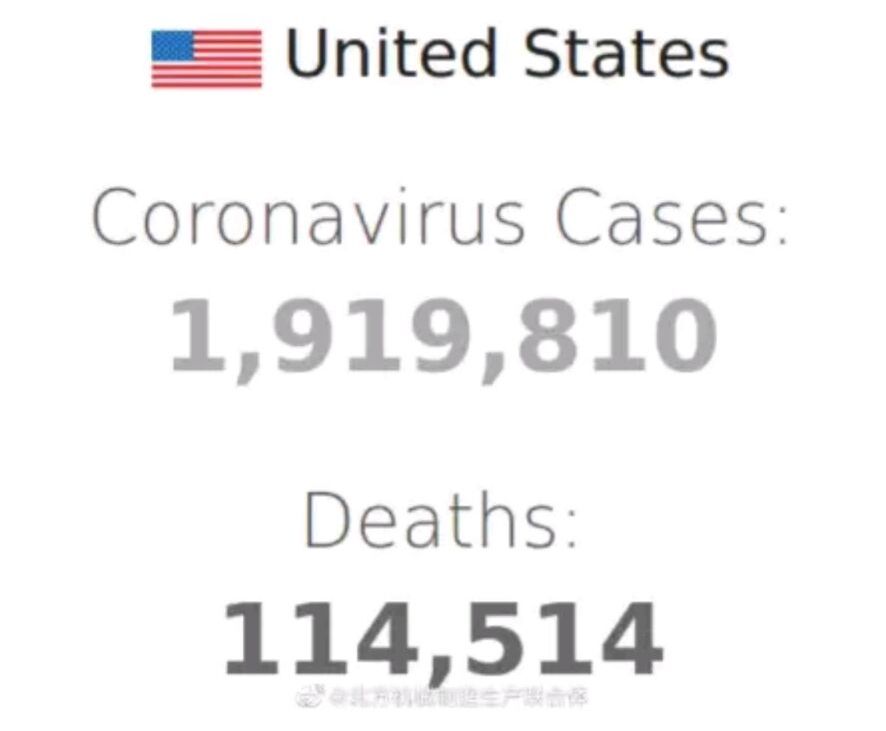 United States
Coronavirus Cases:
1,919,810
Deaths:
114,514